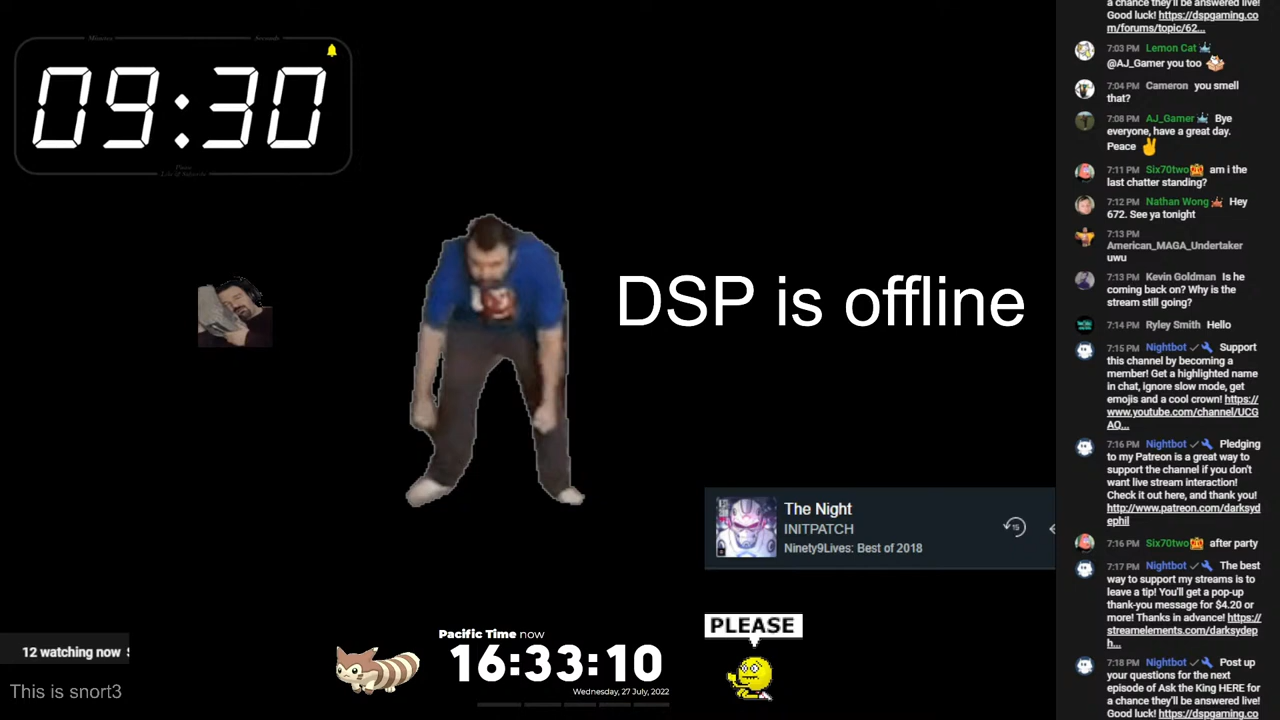 Minutes Seconds
09:30
Please
Like & Subscribe
DSP is offline
The Night
INITPATCH
Ninety9Lives: Best of 2018
15
PLEASE
Pacific Time now
16:33:10
Wednesday, 27 July, 2022
12 watching now
This is snort3
a chance they'll be answered live!
Good luck! https://dspgaming.co
m/forums/topic/62...
7:03 PM Lemon Cat
@AJ_Gamer you too
7:04 PM Cameron you smell
that?
7:08 PM AJ_Gamer Bye
everyone, have a great day.
Peace
7:11 PM Six70two am i the
last chatter standing?
7:12 PM Nathan Wong Hey
672. See ya tonight
7:13 PM
American_MAGA_Undertaker
uwu
7:13 PM Kevin Goldman Is he
coming back on? Why is the
stream still going?
7:14 PM Ryley Smith Hello
7:15 PM Nightbot Support
this channel by becoming a
member! Get a highlighted name
in chat, ignore slow mode, get
emojis and a cool crown! https://
www.youtube.com/channel/UCG
AO...
7:16 PM Nightbot Pledging
to my Patreon is a great way to
support the channel if you don't
want live stream interaction!
Check it out here, and thank you!
http://www.patreon.com/darksyd
ephil
7:16 PM Six70two after party
7:17 PM Nightbot The best
way to support my streams is to
leave a tip! You'll get a pop-up
thank-you message for $4.20 or
more! Thanks in advance! https://
streamelements.com/darksydep
h...
7:18 PM Nightbot Post up
your questions for the next
episode of Ask the King HERE for
a chance they'll be answered live!
Good luck! https://dspgaming.co